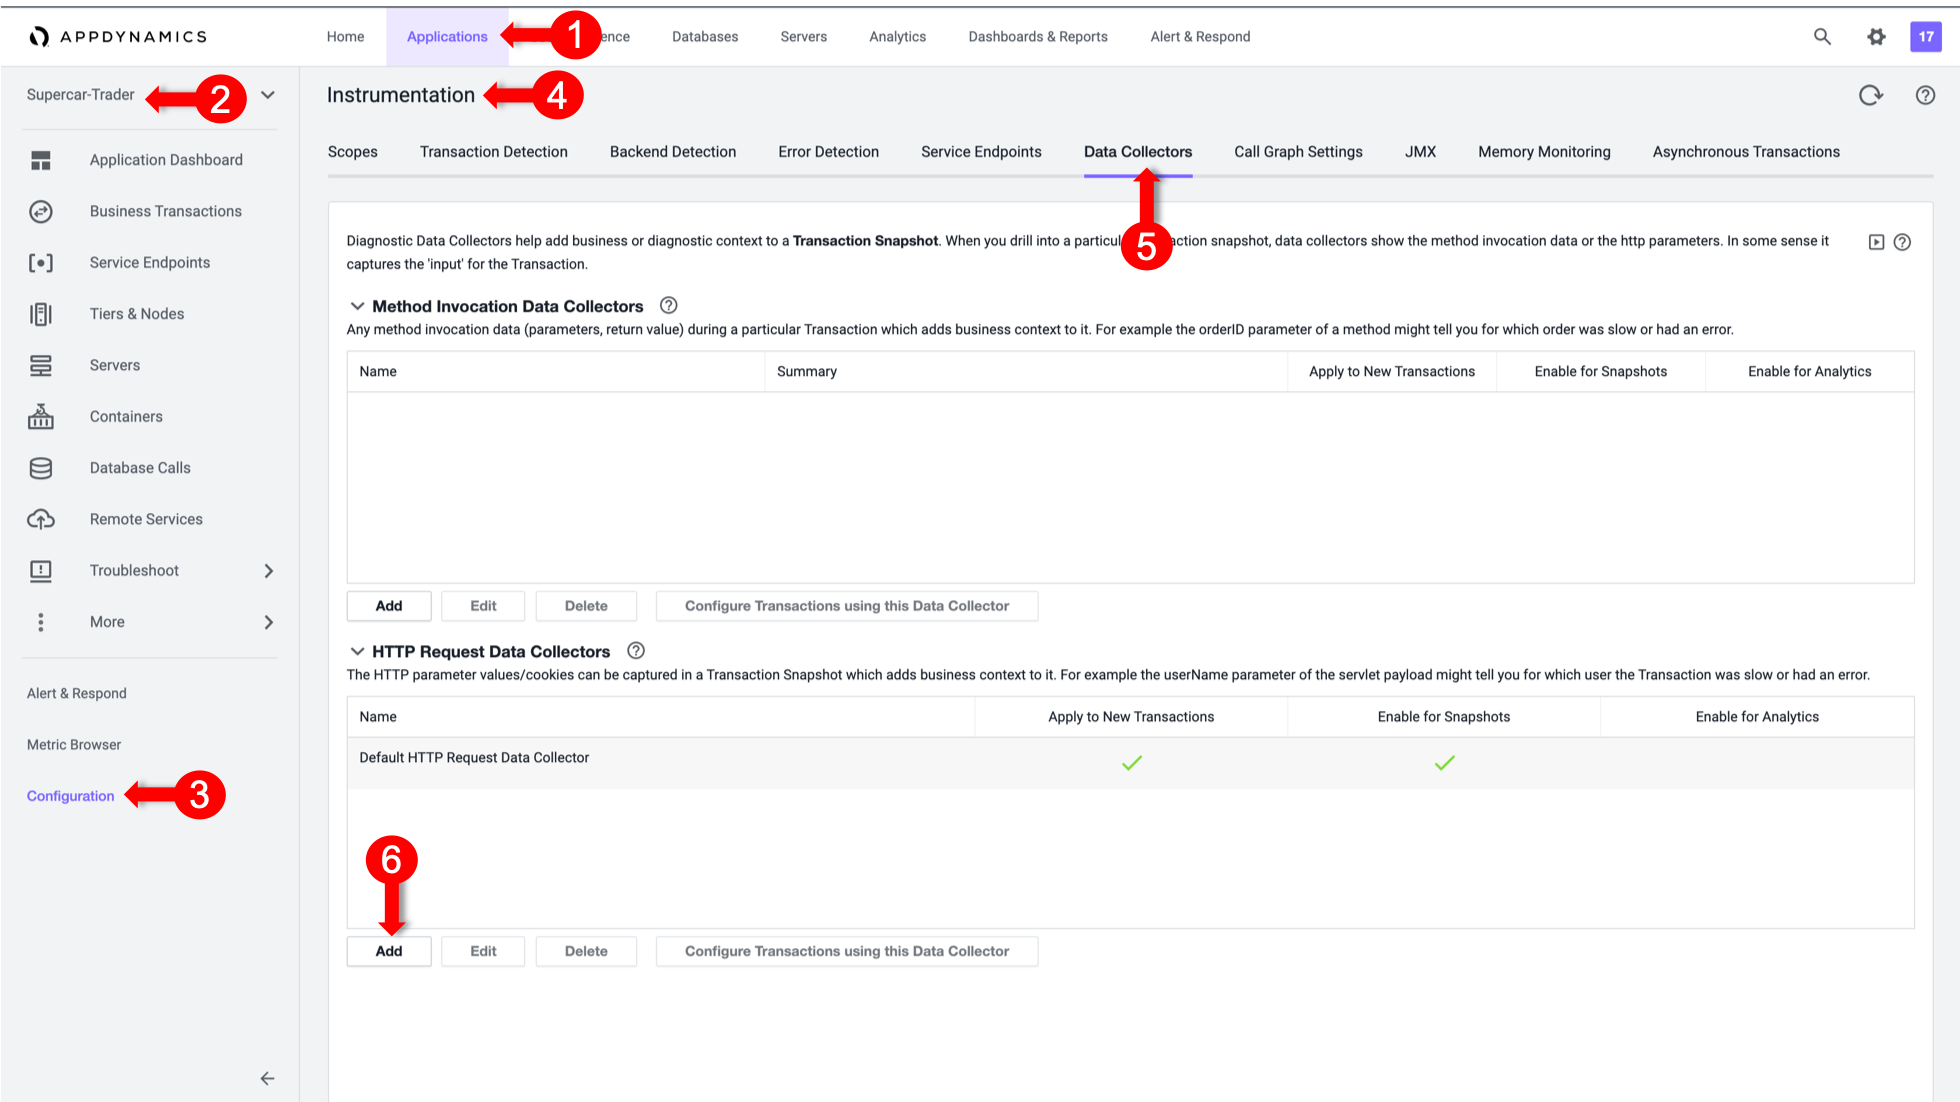 APPDYNAMICS
Home
Applications
1
ence
Databases
Servers
Analytics
Dashboards & Reports
Alert & Respond
17
Supercar-Trader
2
Instrumentation
4
Application Dashboard
Business Transactions
Service Endpoints
Tiers & Nodes
Servers
Containers
Database Calls
Remote Services
Troubleshoot
More
Alert & Respond
Metric Browser
Configuration
3
Scopes
Transaction Detection
Backend Detection
Error Detection
Service Endpoints
Data Collectors
Call Graph Settings
JMX
Memory Monitoring
Asynchronous Transactions
5
Diagnostic Data Collectors help add business or diagnostic context to a Transaction Snapshot. When you drill into a particul ction snapshot, data collectors show the method invocation data or the http parameters. In some sense it
captures the 'input' for the Transaction.
Method Invocation Data Collectors
Any method invocation data (parameters, return value) during a particular Transaction which adds business context to it. For example the orderID parameter of a method might tell you for which order was slow or had an error.
Name
Summary
Apply to New Transactions
Enable for Snapshots
Enable for Analytics
Add
Edit
Delete
Configure Transactions using this Data Collector
HTTP Request Data Collectors
The HTTP parameter values/cookies can be captured in a Transaction Snapshot which adds business context to it. For example the userName parameter of the servlet payload might tell you for which user the Transaction was slow or had an error.
Name
Apply to New Transactions
Enable for Snapshots
Enable for Analytics
Default HTTP Request Data Collector
6
Add
Edit
Delete
Configure Transactions using this Data Collector